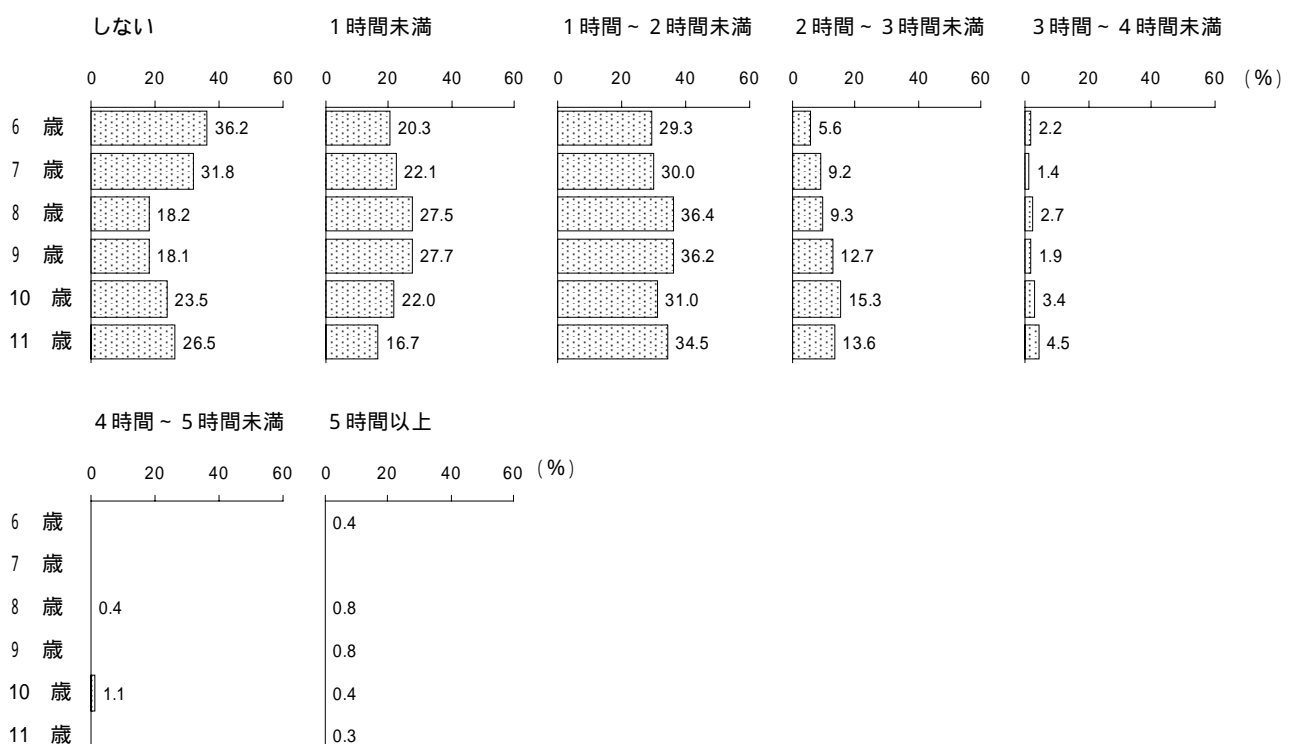 しない 1時間未満 1時間~2時間未満 2時間~3時間未満 3時間~4時間未満
0 20 40 60 0 20 40 60 0 20 40 60 0 20 40 60 0 20 40 60 (%)
6 歳 36.2 20.3 29.3 5.6 2.2
7 歳 31.8 22.1 30.0 9.2 1.4
8 歳 18.2 27.5 36.4 9.3 2.7
9 歳 18.1 27.7 36.2 12.7 1.9
10 歳 23.5 22.0 31.0 15.3 3.4
11 歳 26.5 16.7 34.5 13.6 4.5
4時間~5時間未満 5時間以上
0 20 40 60 0 20 40 60 (%)
6 歳 0.4
7 歳
8 歳 0.4 0.8
9 歳 0.8
10 歳 1.1 0.4
11 歳 0.3